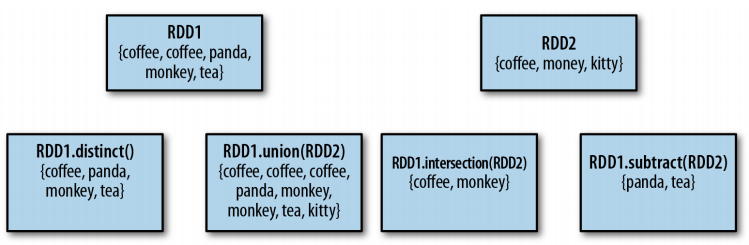 RDD1
{coffee, coffee, panda,
monkey, tea}
RDD2
{coffee, money, kitty}
RDD1.distinct()
{coffee, panda,
monkey, tea}
RDD1.union(RDD2)
{coffee, coffee, coffee,
panda, monkey,
monkey, tea, kitty}
RDD1.intersection(RDD2)
{coffee, monkey}
RDD1.subtract(RDD2)
{panda, tea}